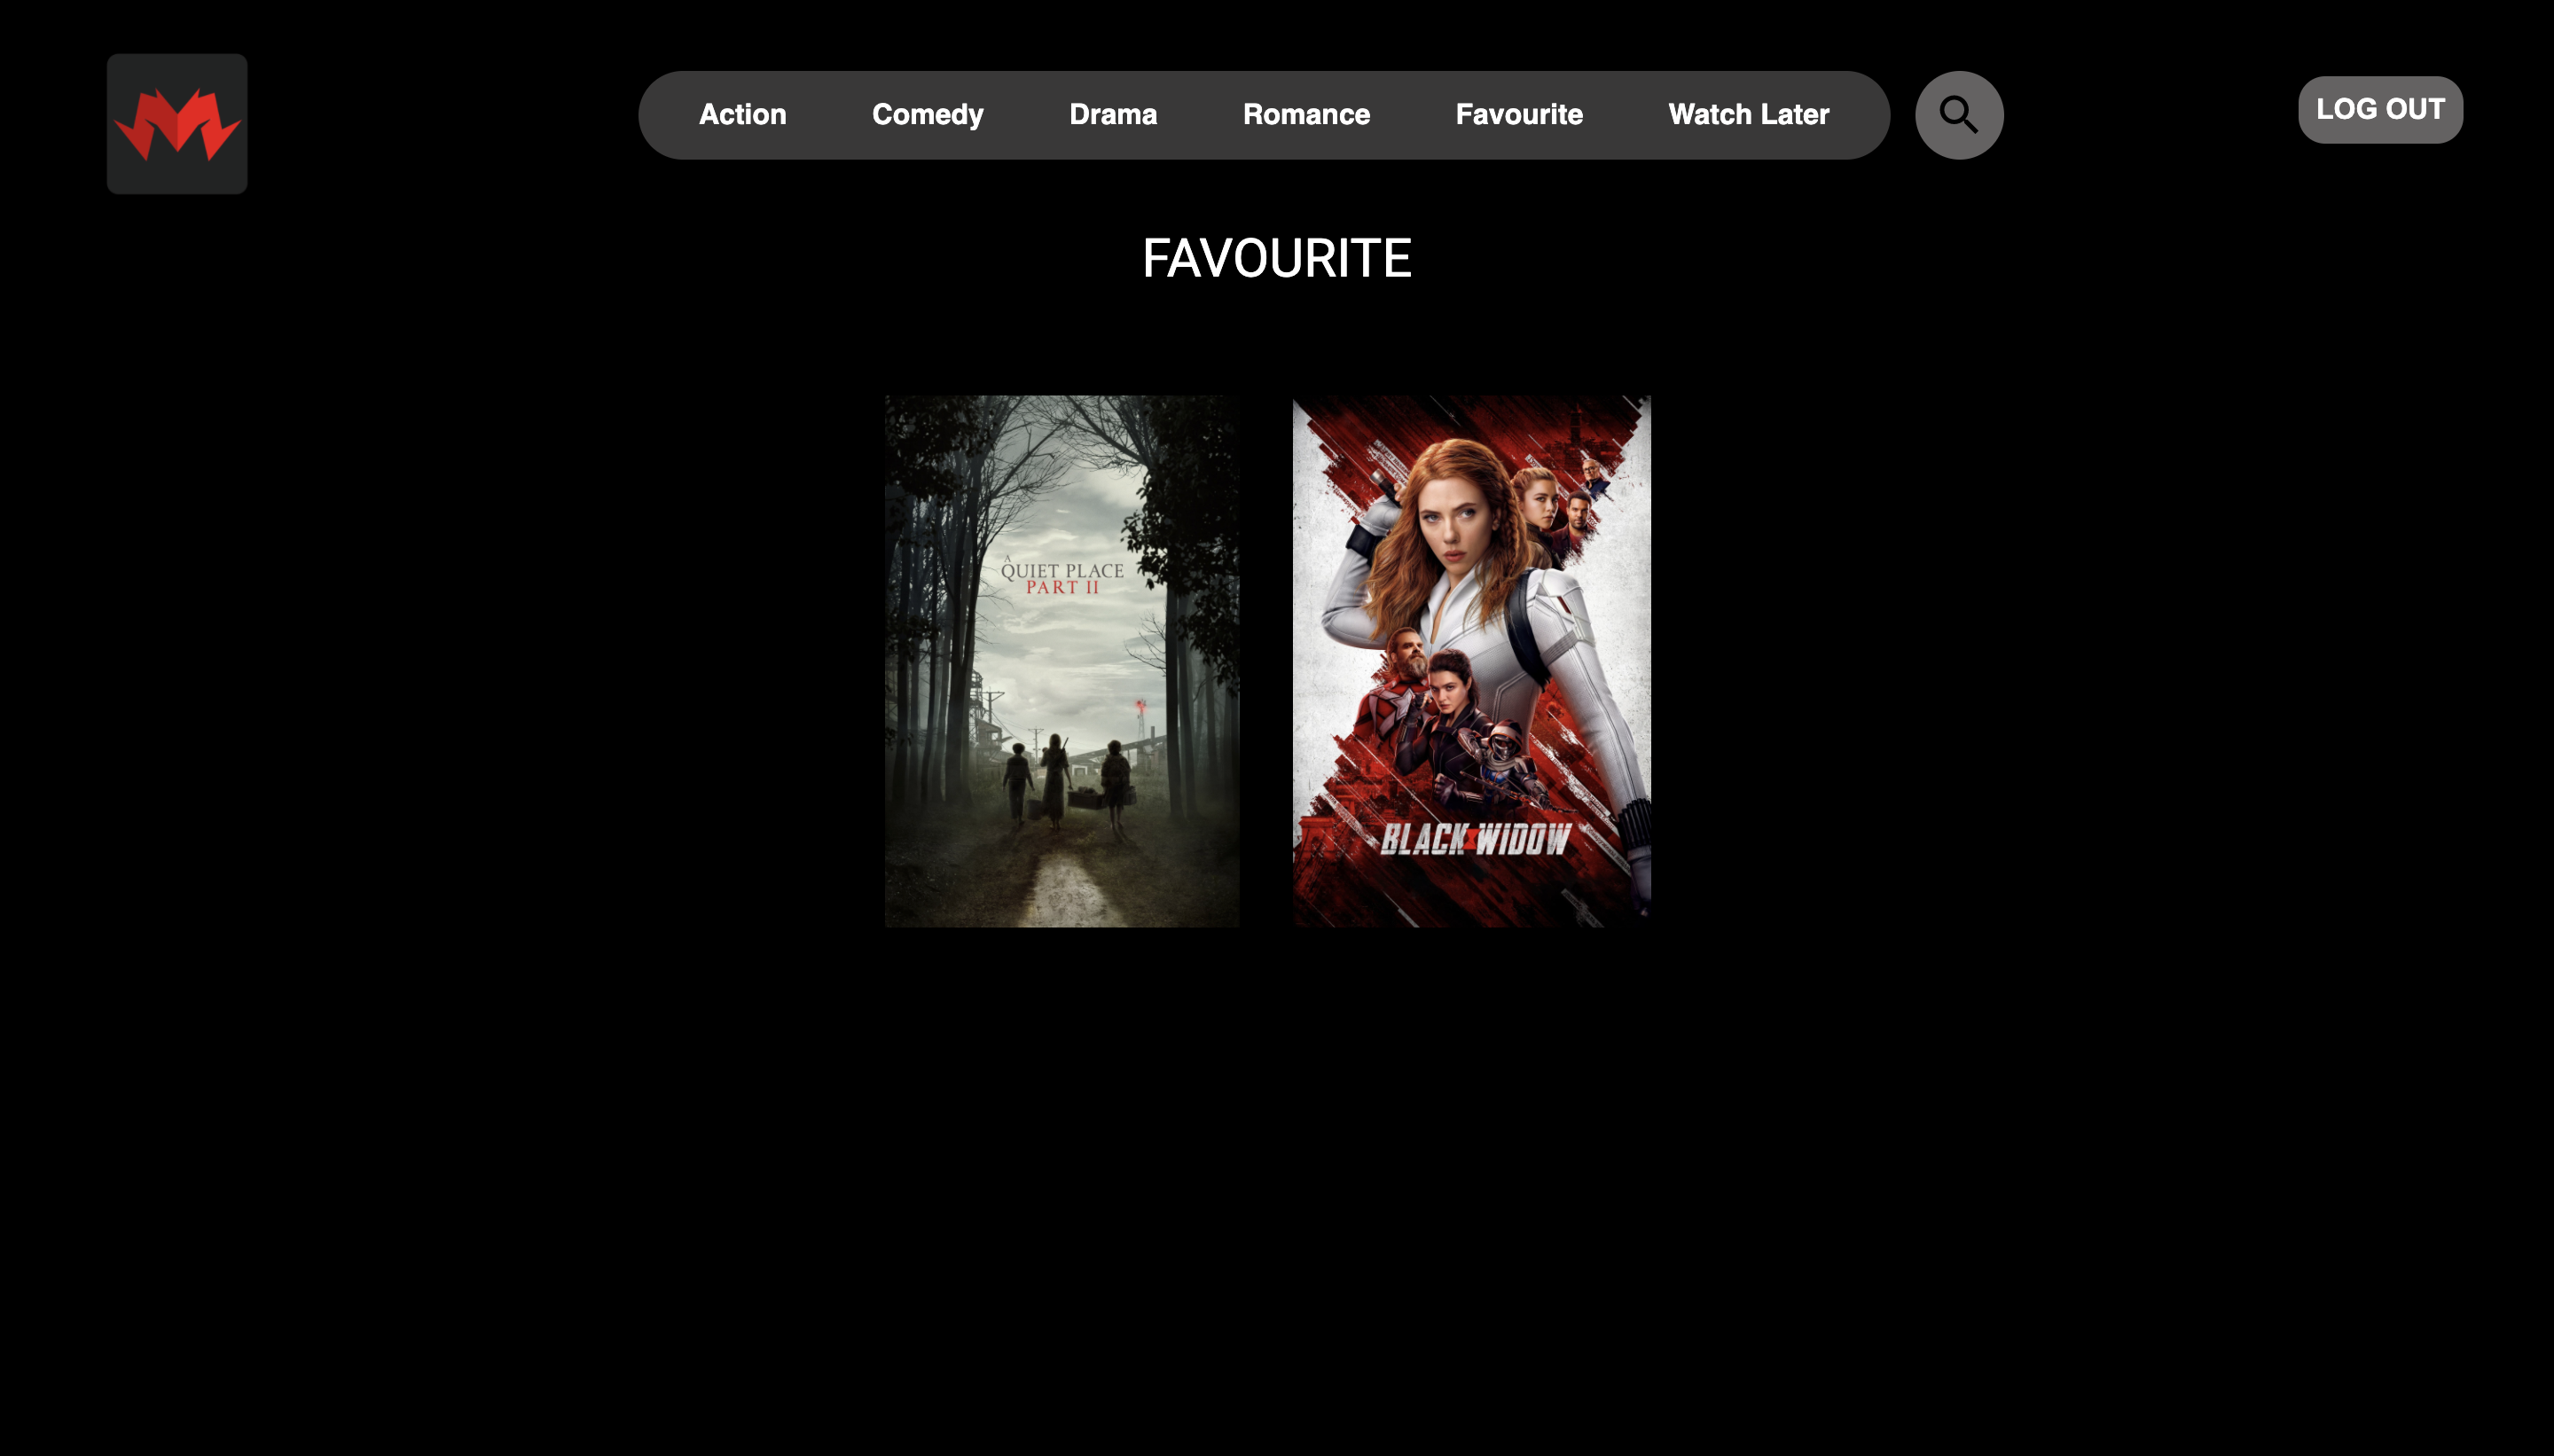 Action Comedy Drama Romance Favourite Watch Later
LOG OUT
FAVOURITE
A
QUIET PLACE
PART II
BLACK WIDOW